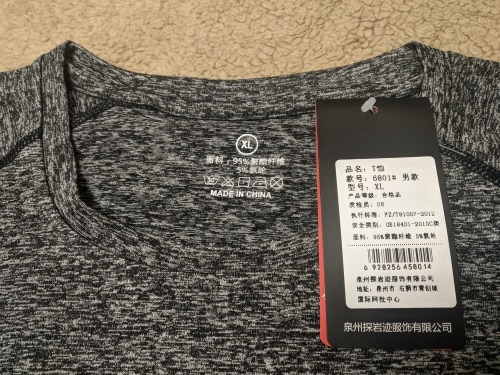 XL
面料：95%聚酯纤维
5%氨纶
MADE IN CHINA
品名：T恤
款号：6801# 男款
型号：XL
产品等级：合格品
质检员：08
执行标准：FZ/T81007-2012
安全类别：GB18401-2010C类
面料：95%聚酯纤维 5%氨纶
6 928256 458014
泉州探岩迹服饰有限公司
地址：泉州市 石狮市青创城
国际网批中心
泉州探岩迹服饰有限公司